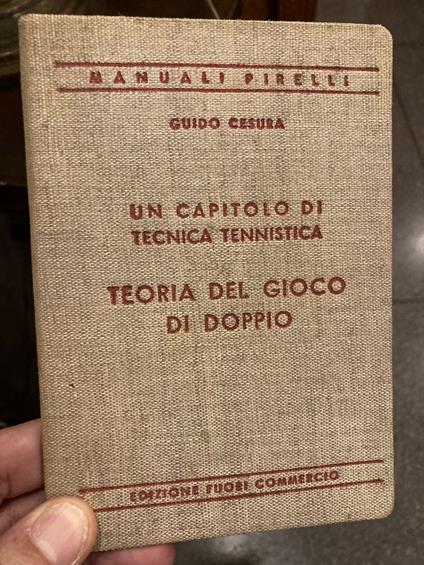 MANUALI PIRELLI
GUIDO CESURA
UN CAPITOLO DI
TECNICA TENNISTICA
TEORIA DEL GIOCO
DI DOPPIO
EDIZIONE FUORI COMMERCIO